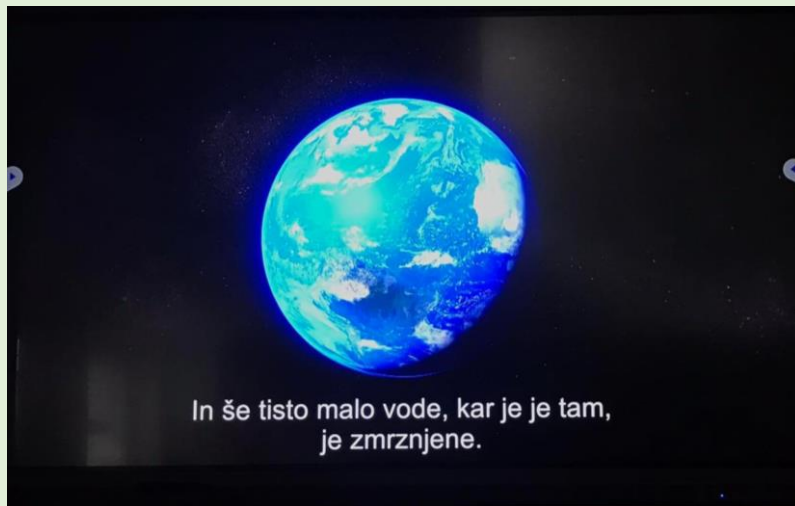 In še tisto malo vode, kar je je tam,
je zmrznjene.